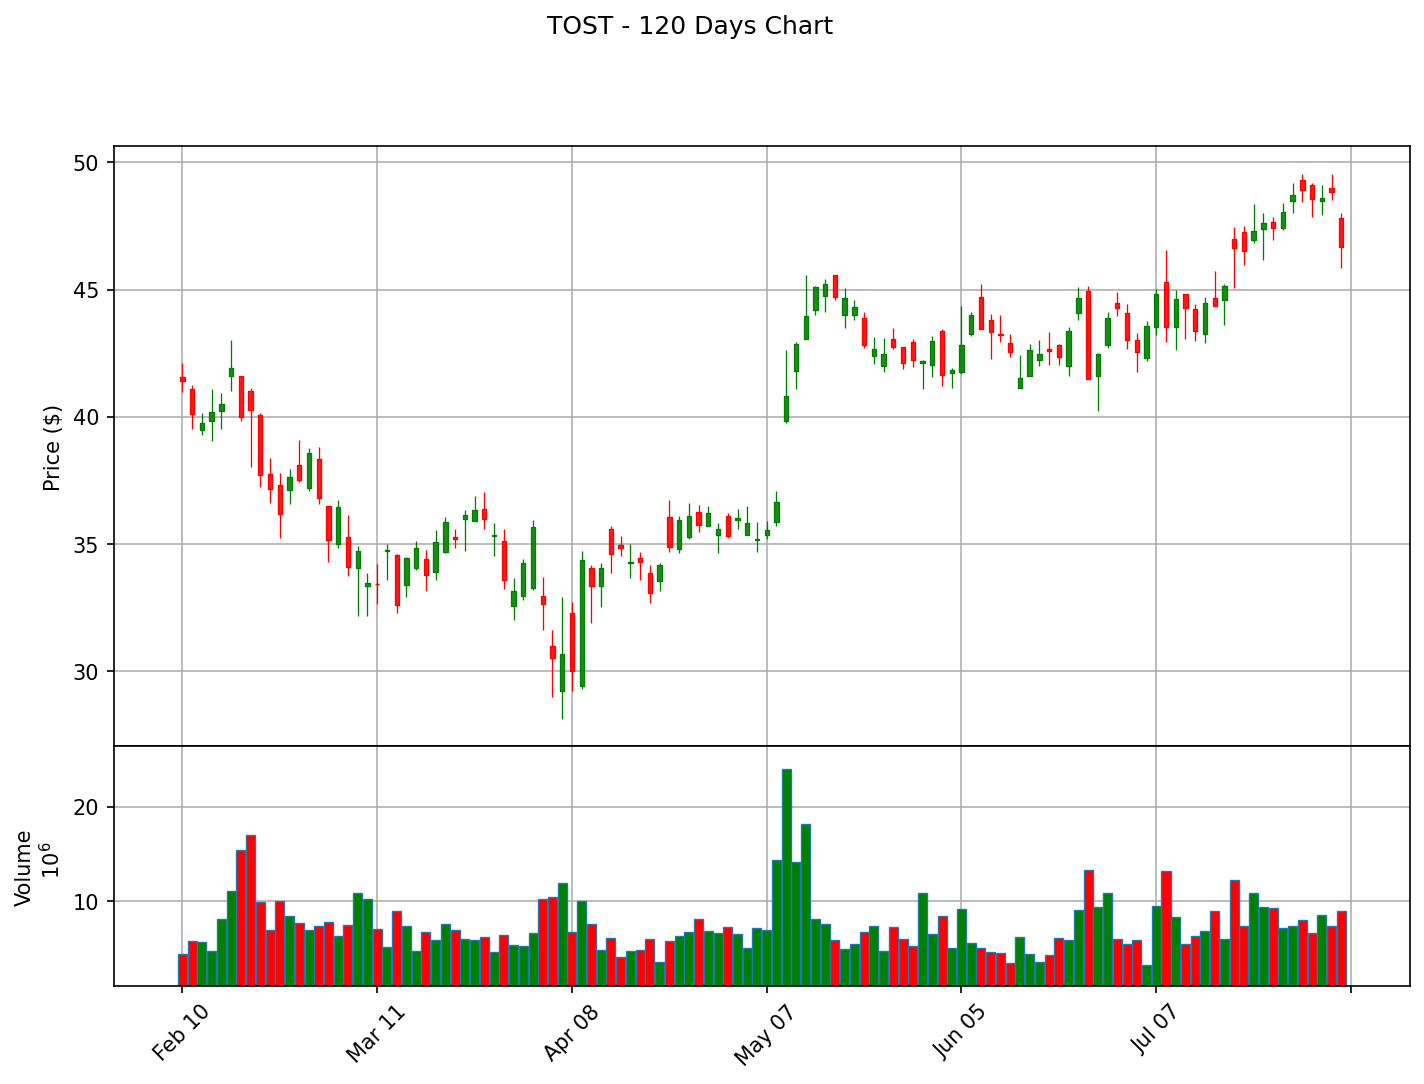 TOST - 120 Days Chart
50
45
40
35
30
Price ($)
20
10
Volume
10^6
Feb 10
Mar 11
Apr 08
May 07
Jun 05
Jul 07